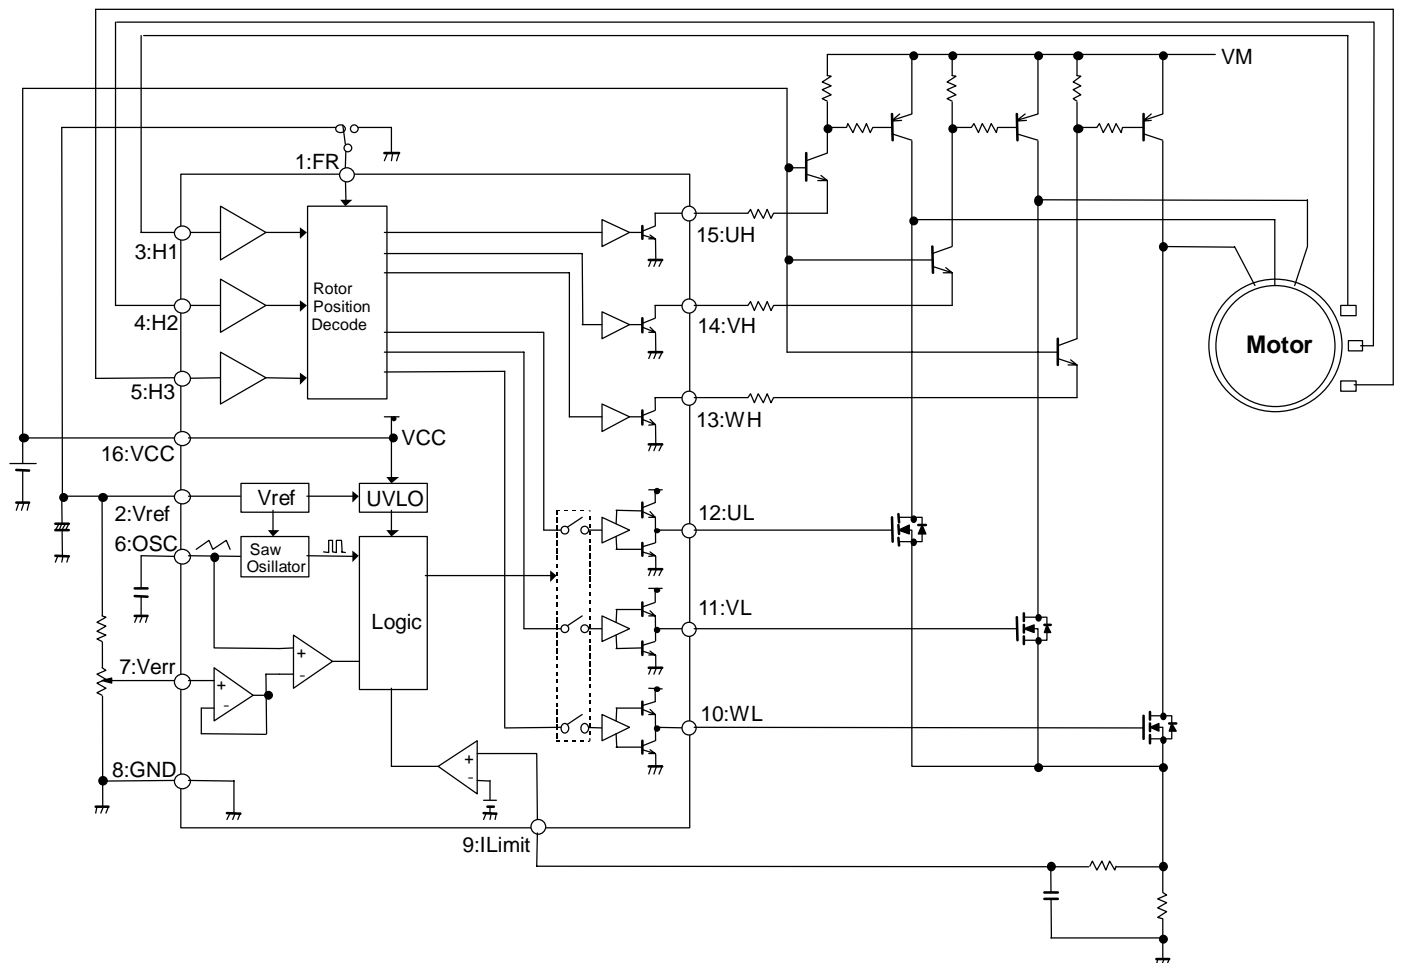 VM
1:FR
15:UH
3:H1
Rotor
Position
Decode
4:H2
14:VH
Motor
5:H3
13:WH
16:VCC
VCC
Vref
UVLO
2:Vref
12:UL
6:OSC
Saw
Osillator
Logic
11:VL
+
-
7:Verr
+
-
10:WL
8:GND
+
-
9:ILimit